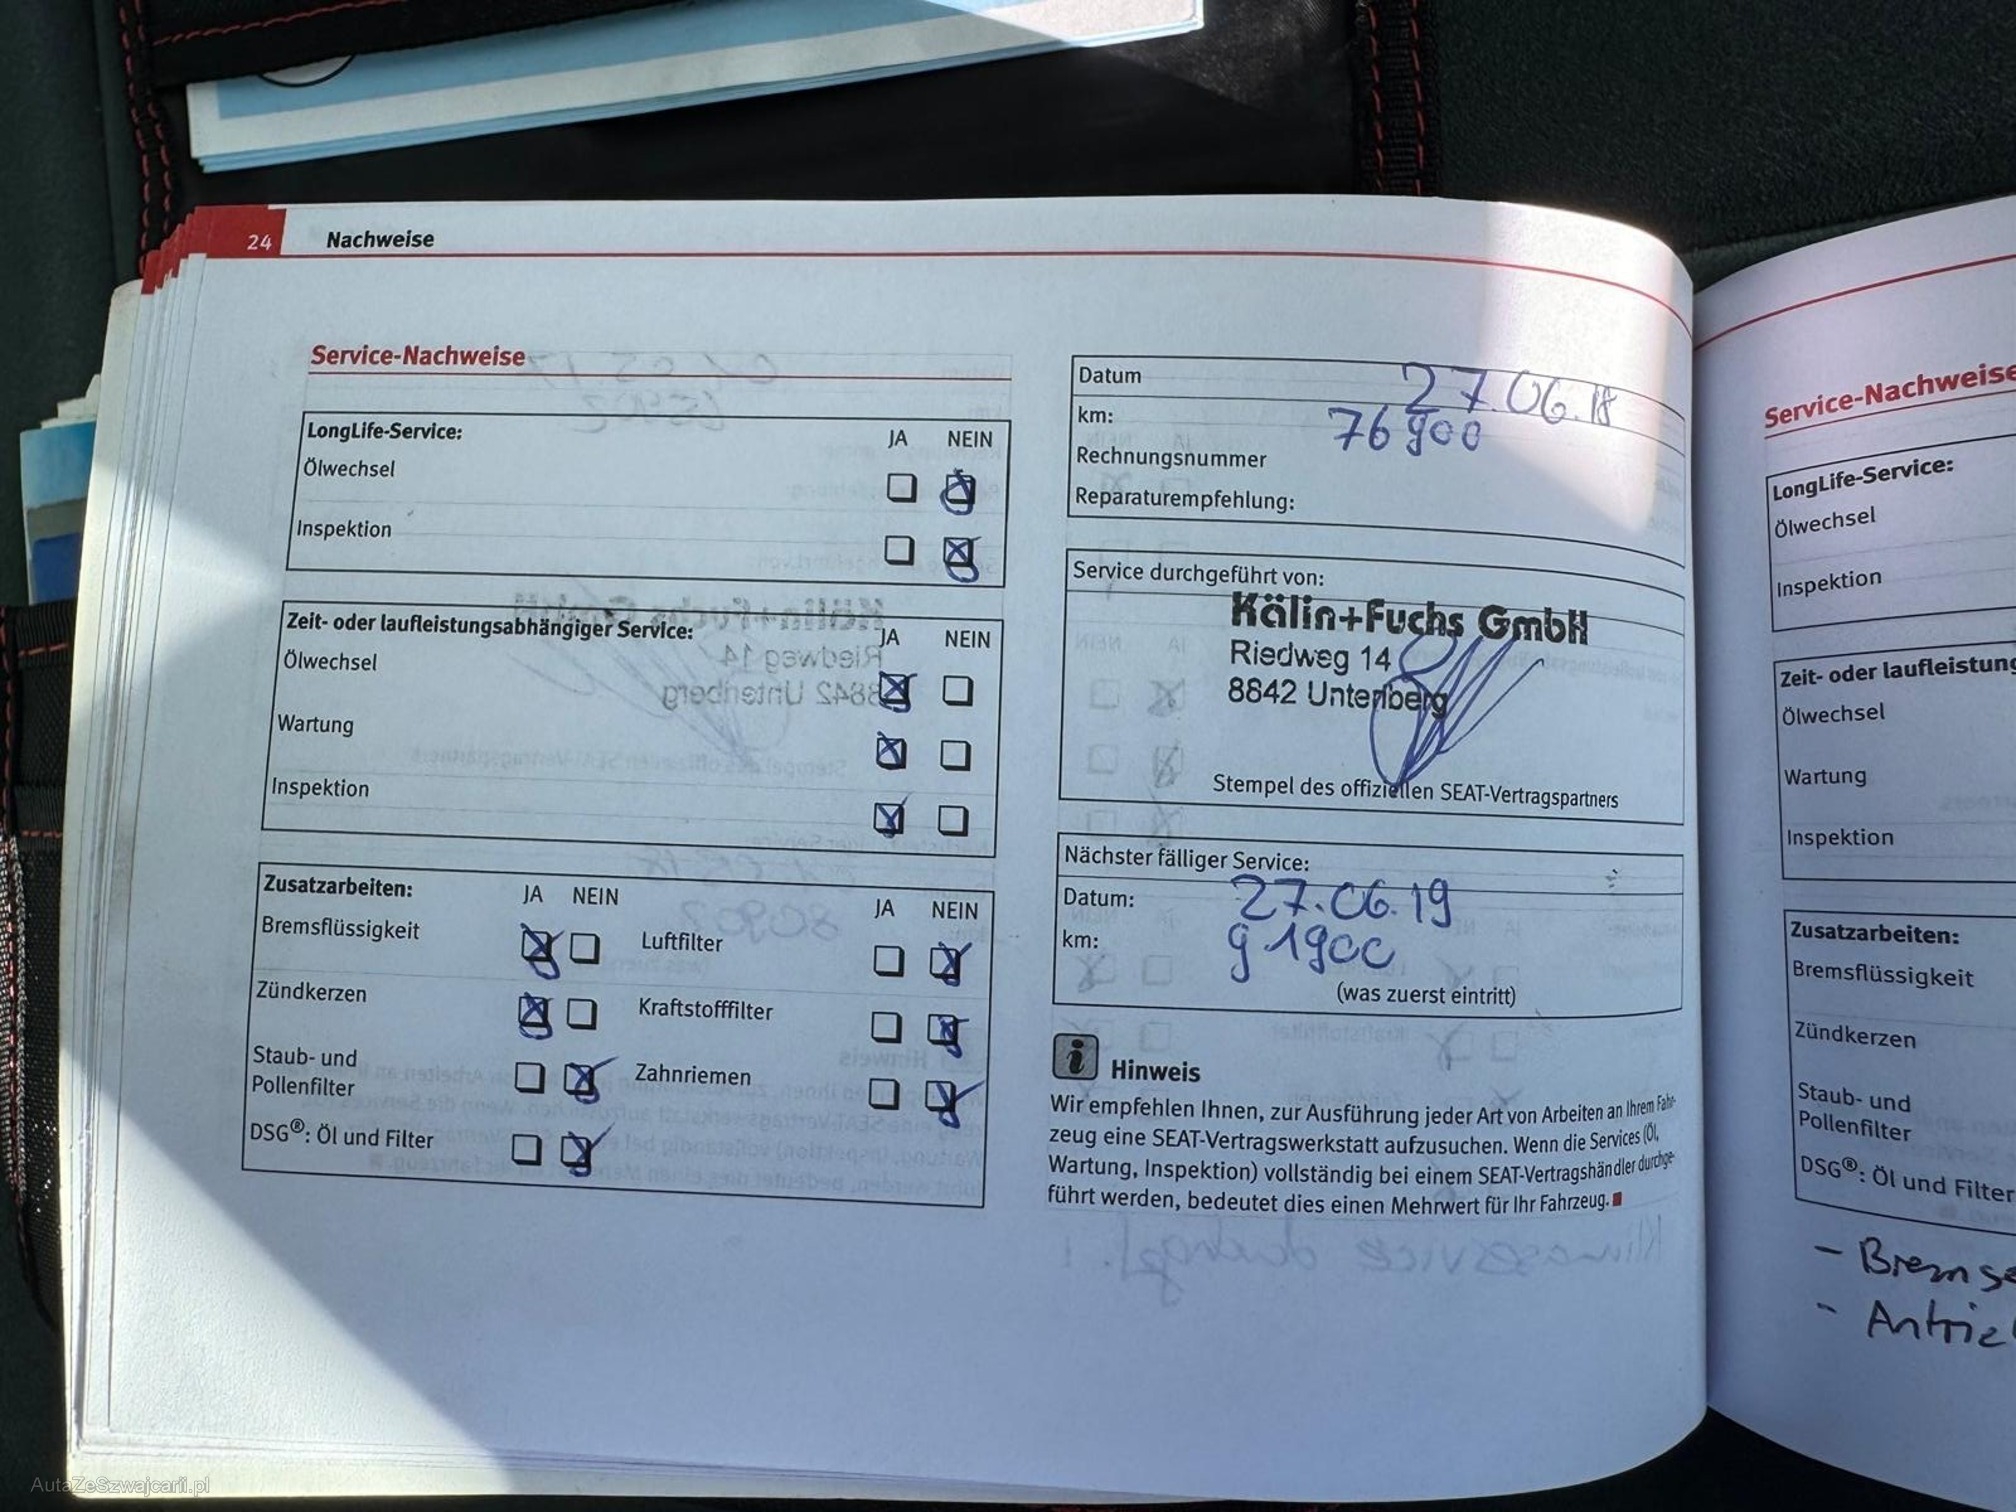 24 Nachweise
Service-Nachweise
LongLife-Service: JA NEIN
Ölwechsel
Inspektion
Zeit- oder laufleistungsabhängiger Service: JA NEIN
Ölwechsel
Wartung
Inspektion
Zusatzarbeiten: JA NEIN JA NEIN
Bremsflüssigkeit Luftfilter
Zündkerzen Kraftstofffilter
Staub- und
Pollenfilter Zahnriemen
DSG®: Öl und Filter
Datum 27.06.18
km: 76900
Rechnungsnummer
Reparaturempfehlung:
Service durchgeführt von:
Kälin+Fuchs GmbH
Riedweg 14
8842 Unteriberg
Stempel des offiziellen SEAT-Vertragspartners
Nächster fälliger Service:
Datum: 27.06.19
km: 91900
(was zuerst eintritt)
Hinweis
Wir empfehlen Ihnen, zur Ausführung jeder Art von Arbeiten an Ihrem Fahr-
zeug eine SEAT-Vertragswerkstatt aufzusuchen. Wenn die Services (Öl,
Wartung, Inspektion) vollständig bei einem SEAT-Vertragshändler durchge-
führt werden, bedeutet dies einen Mehrwert für Ihr Fahrzeug.
Service-Nachweise
LongLife-Service:
Ölwechsel
Inspektion
Zeit- oder laufleistung
Ölwechsel
Wartung
Inspektion
Zusatzarbeiten:
Bremsflüssigkeit
Zündkerzen
Staub- und
Pollenfilter
DSG®: Öl und Filter
- Bremse
- Antrie
AutaZeSzwajcarii.pl